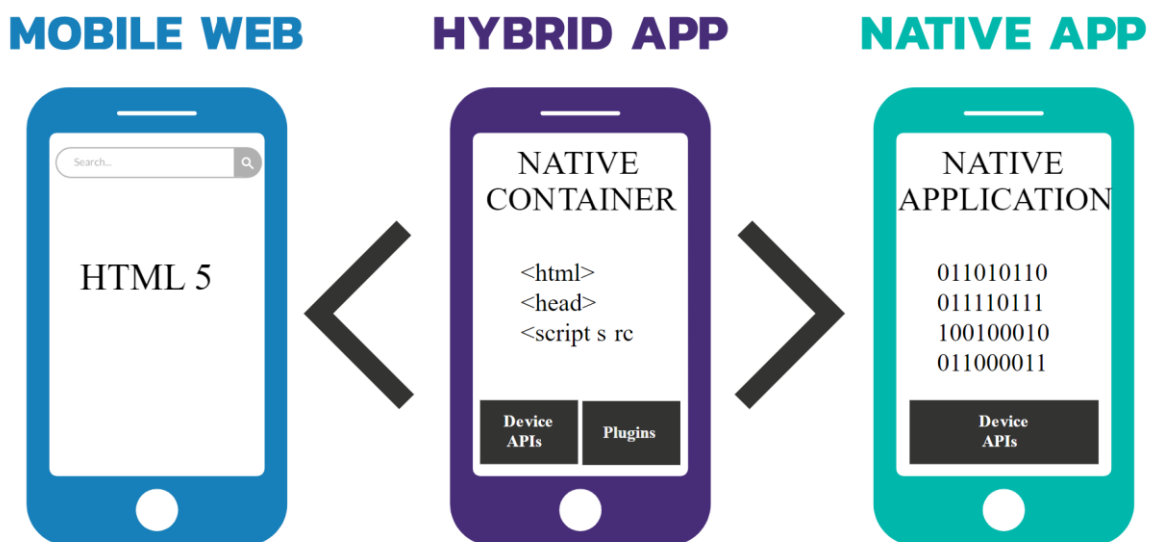 MOBILE WEB
HYBRID APP
NATIVE APP
Search...
HTML 5
NATIVE
CONTAINER
<html>
<head>
<script s rc
Device
APIs
Plugins
NATIVE
APPLICATION
011010110
011110111
100100010
011000011
Device
APIs